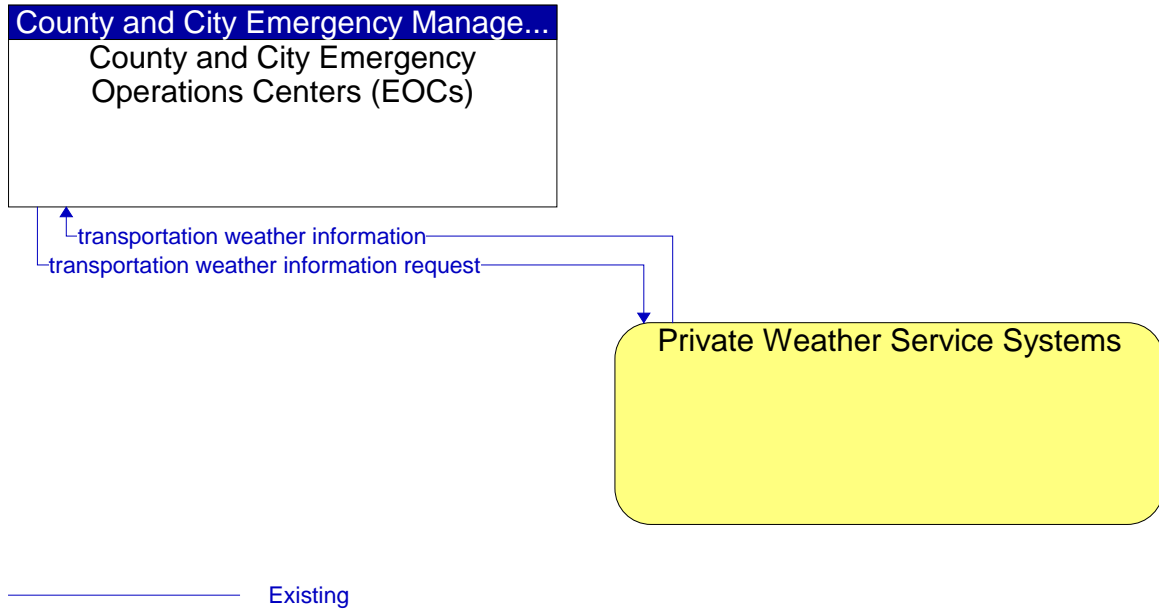 County and City Emergency Manage...
County and City Emergency
Operations Centers (EOCs)
transportation weather information
transportation weather information request
Private Weather Service Systems
Existing